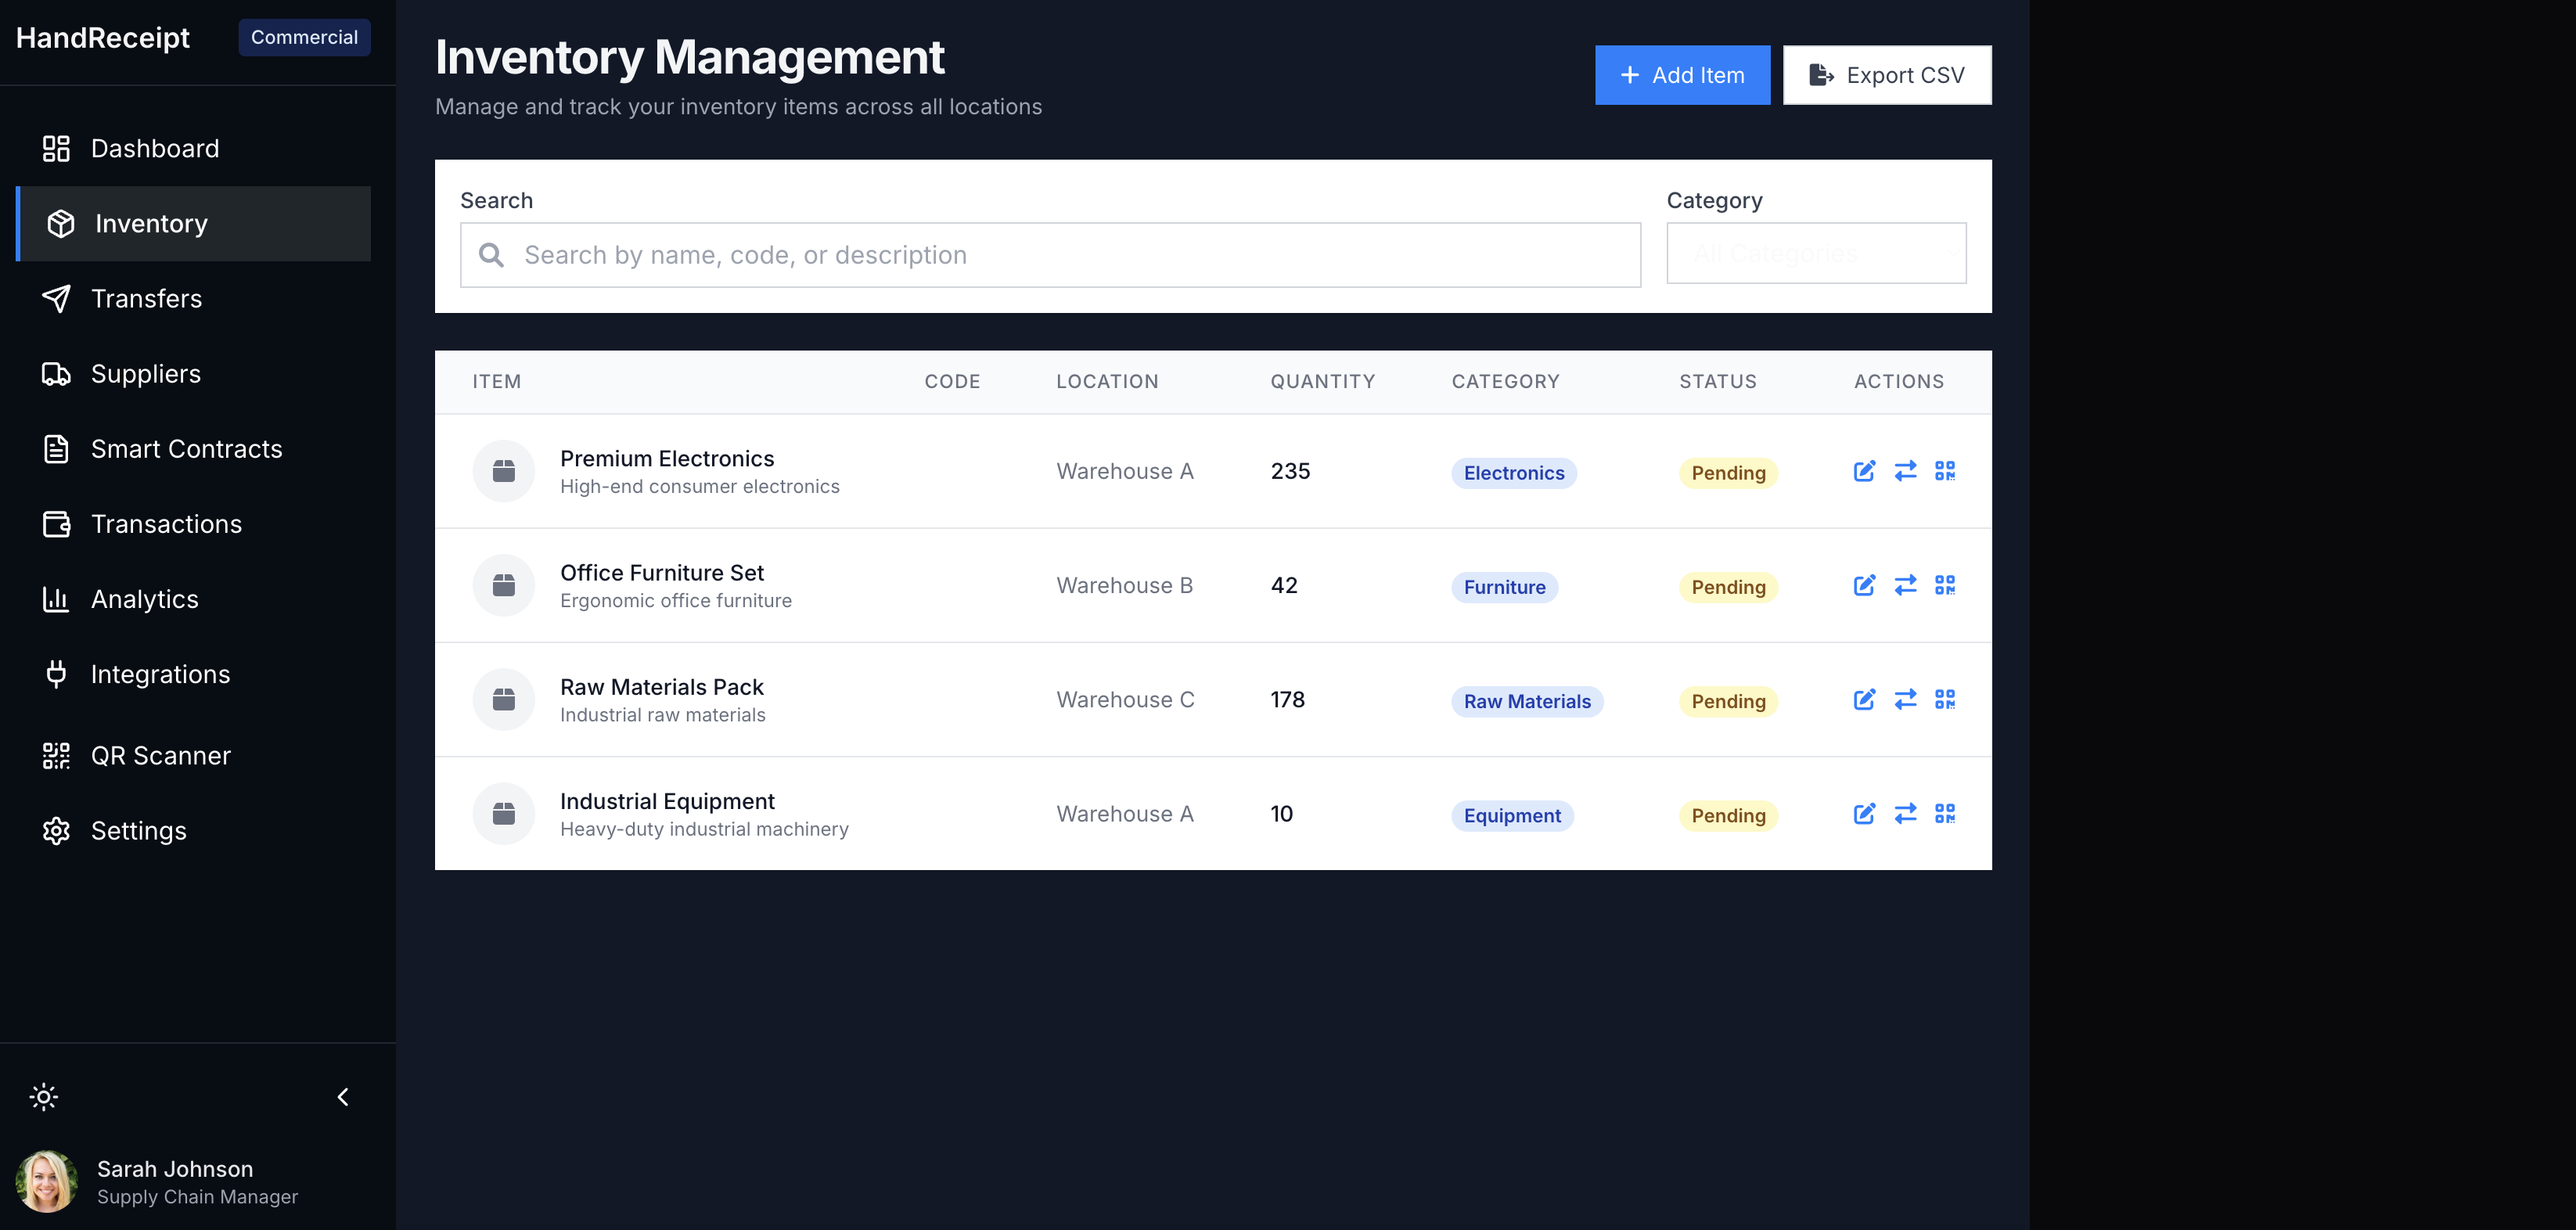 HandReceipt
Commercial
Dashboard
Inventory
Transfers
Suppliers
Smart Contracts
Transactions
Analytics
Integrations
QR Scanner
Settings
Sarah Johnson
Supply Chain Manager
Inventory Management
Manage and track your inventory items across all locations
Add Item
Export CSV
Search
Search by name, code, or description
Category
All Categories
ITEM CODE LOCATION QUANTITY CATEGORY STATUS ACTIONS
Premium Electronics
High-end consumer electronics
Warehouse A 235 Electronics Pending
Office Furniture Set
Ergonomic office furniture
Warehouse B 42 Furniture Pending
Raw Materials Pack
Industrial raw materials
Warehouse C 178 Raw Materials Pending
Industrial Equipment
Heavy-duty industrial machinery
Warehouse A 10 Equipment Pending